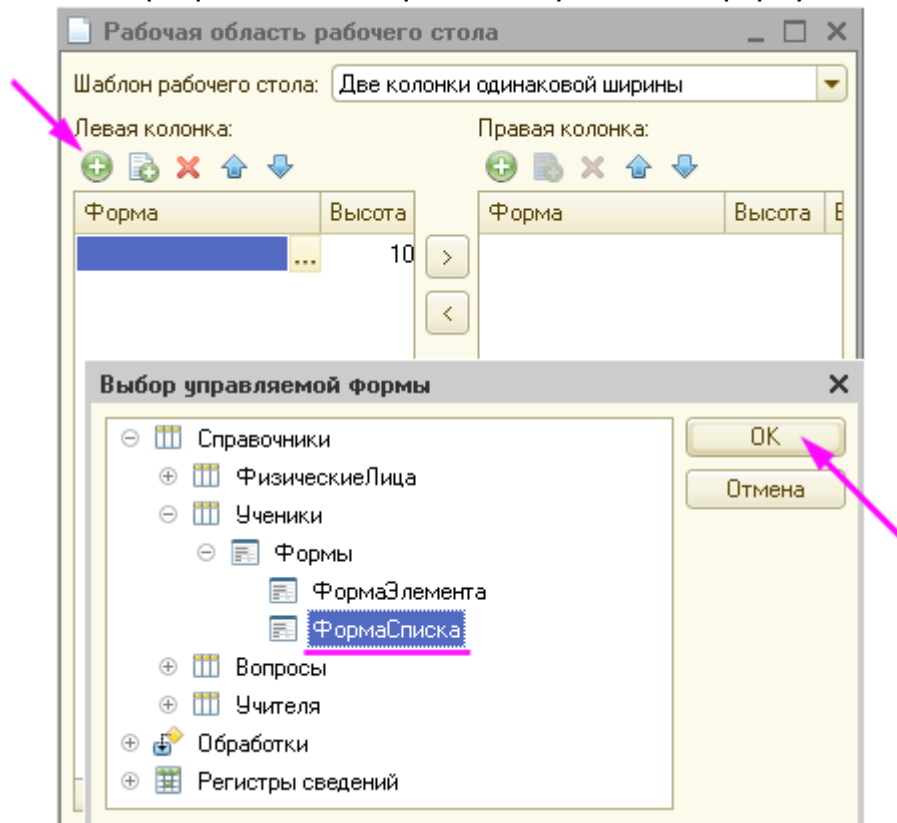 Рабочая область рабочего стола
Шаблон рабочего стола: Две колонки одинаковой ширины
Левая колонка: Правая колонка:
Форма Высота Форма Высота
... 10 >
<
Выбор управляемой формы
Справочники OK
ФизическиеЛица Отмена
Ученики
Формы
ФормаЭлемента
ФормаСписка
Вопросы
Учителя
Обработки
Регистры сведений